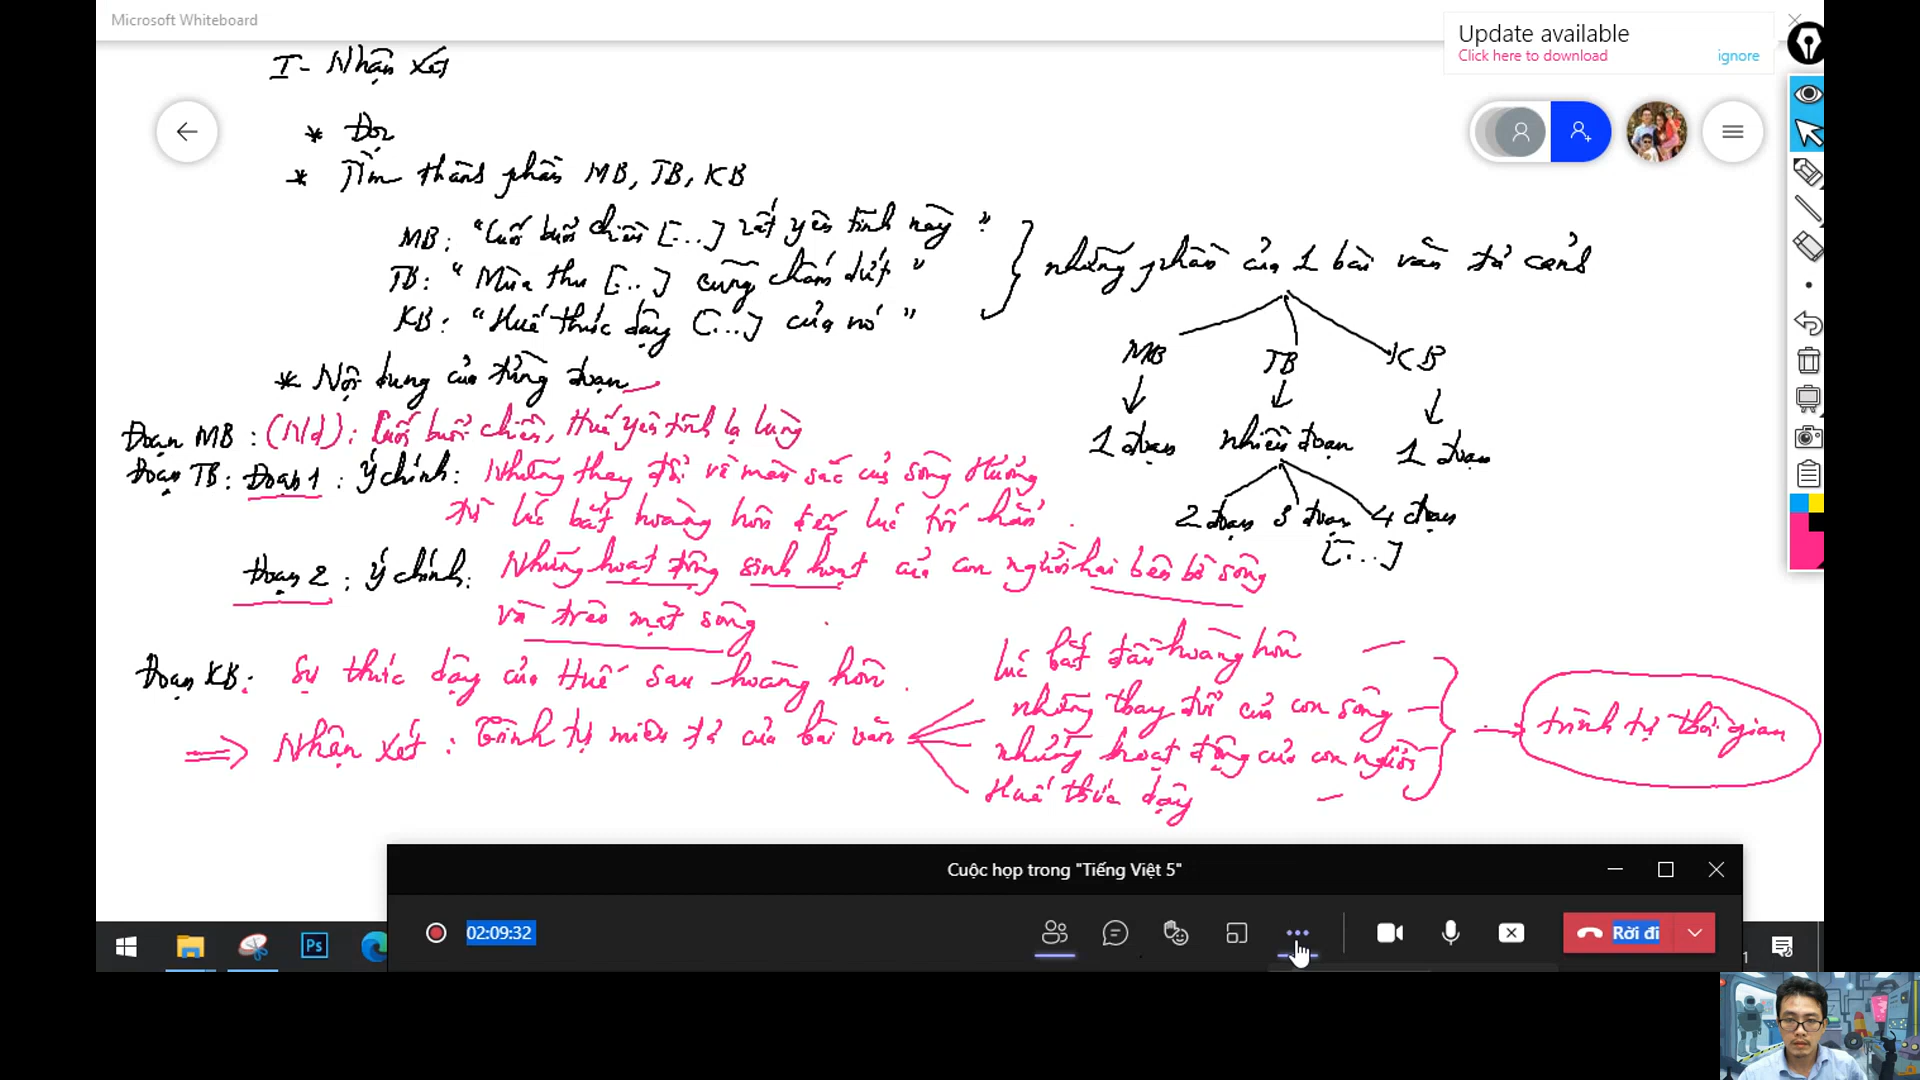 Microsoft Whiteboard
Update available
Click here to download
ignore
I- Nhận xét
* Đọc
* Tìm thành phần MB, TB, KB
MB: "Cuối buổi chiều [...] rất yên tĩnh này"
TB: "Mùa thu [...] cũng chấm dứt"
KB: "Huế thức dậy [...] của nó"
những phần của 1 bài văn tả cảnh
MB TB KB
1 đoạn nhiều đoạn 1 đoạn
2 đoạn 3 đoạn 4 đoạn
[...]
* Nội dung của từng đoạn
Đoạn MB: (N/d): Cuối buổi chiều, Huế yên tĩnh lạ lùng
Đoạn TB: Đoạn 1: Ý chính: Những thay đổi về màu sắc của sông Hương
từ lúc bắt hoàng hôn đến lúc tối hẳn.
Đoạn 2: Ý chính: Những hoạt động sinh hoạt của con người hai bên bờ sông
và trên mặt sông.
Đoạn KB: Sự thức dậy của Huế sau hoàng hôn.
=> Nhận xét: Trình tự miêu tả của bài văn
lúc bắt đầu hoàng hôn
những thay đổi của con sông
những hoạt động của con người
Huế thức dậy
trình tự thời gian
Cuộc họp trong "Tiếng Việt 5"
02:09:32
Rời đi
Ps
1